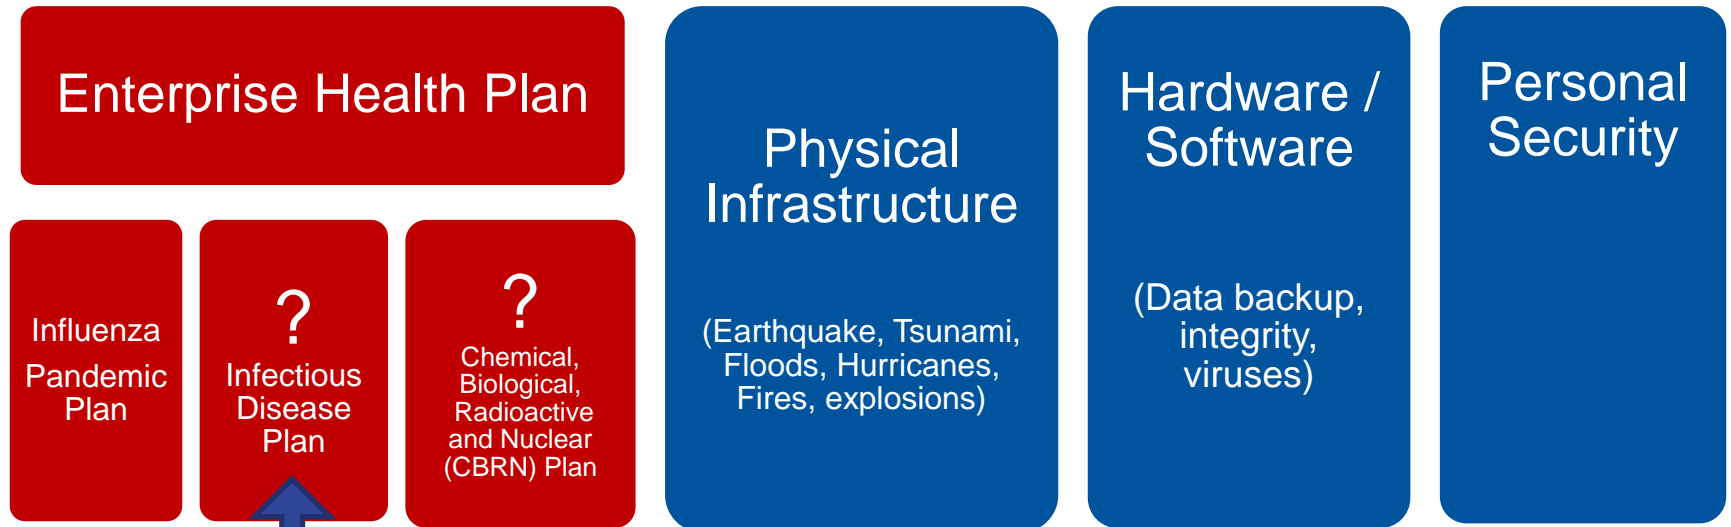 Enterprise Health Plan
Influenza
Pandemic
Plan
?
Infectious
Disease
Plan
?
Chemical,
Biological,
Radioactive
and Nuclear
(CBRN) Plan
Physical
Infrastructure
(Earthquake, Tsunami,
Floods, Hurricanes,
Fires, explosions)
Hardware /
Software
(Data backup,
integrity,
viruses)
Personal
Security